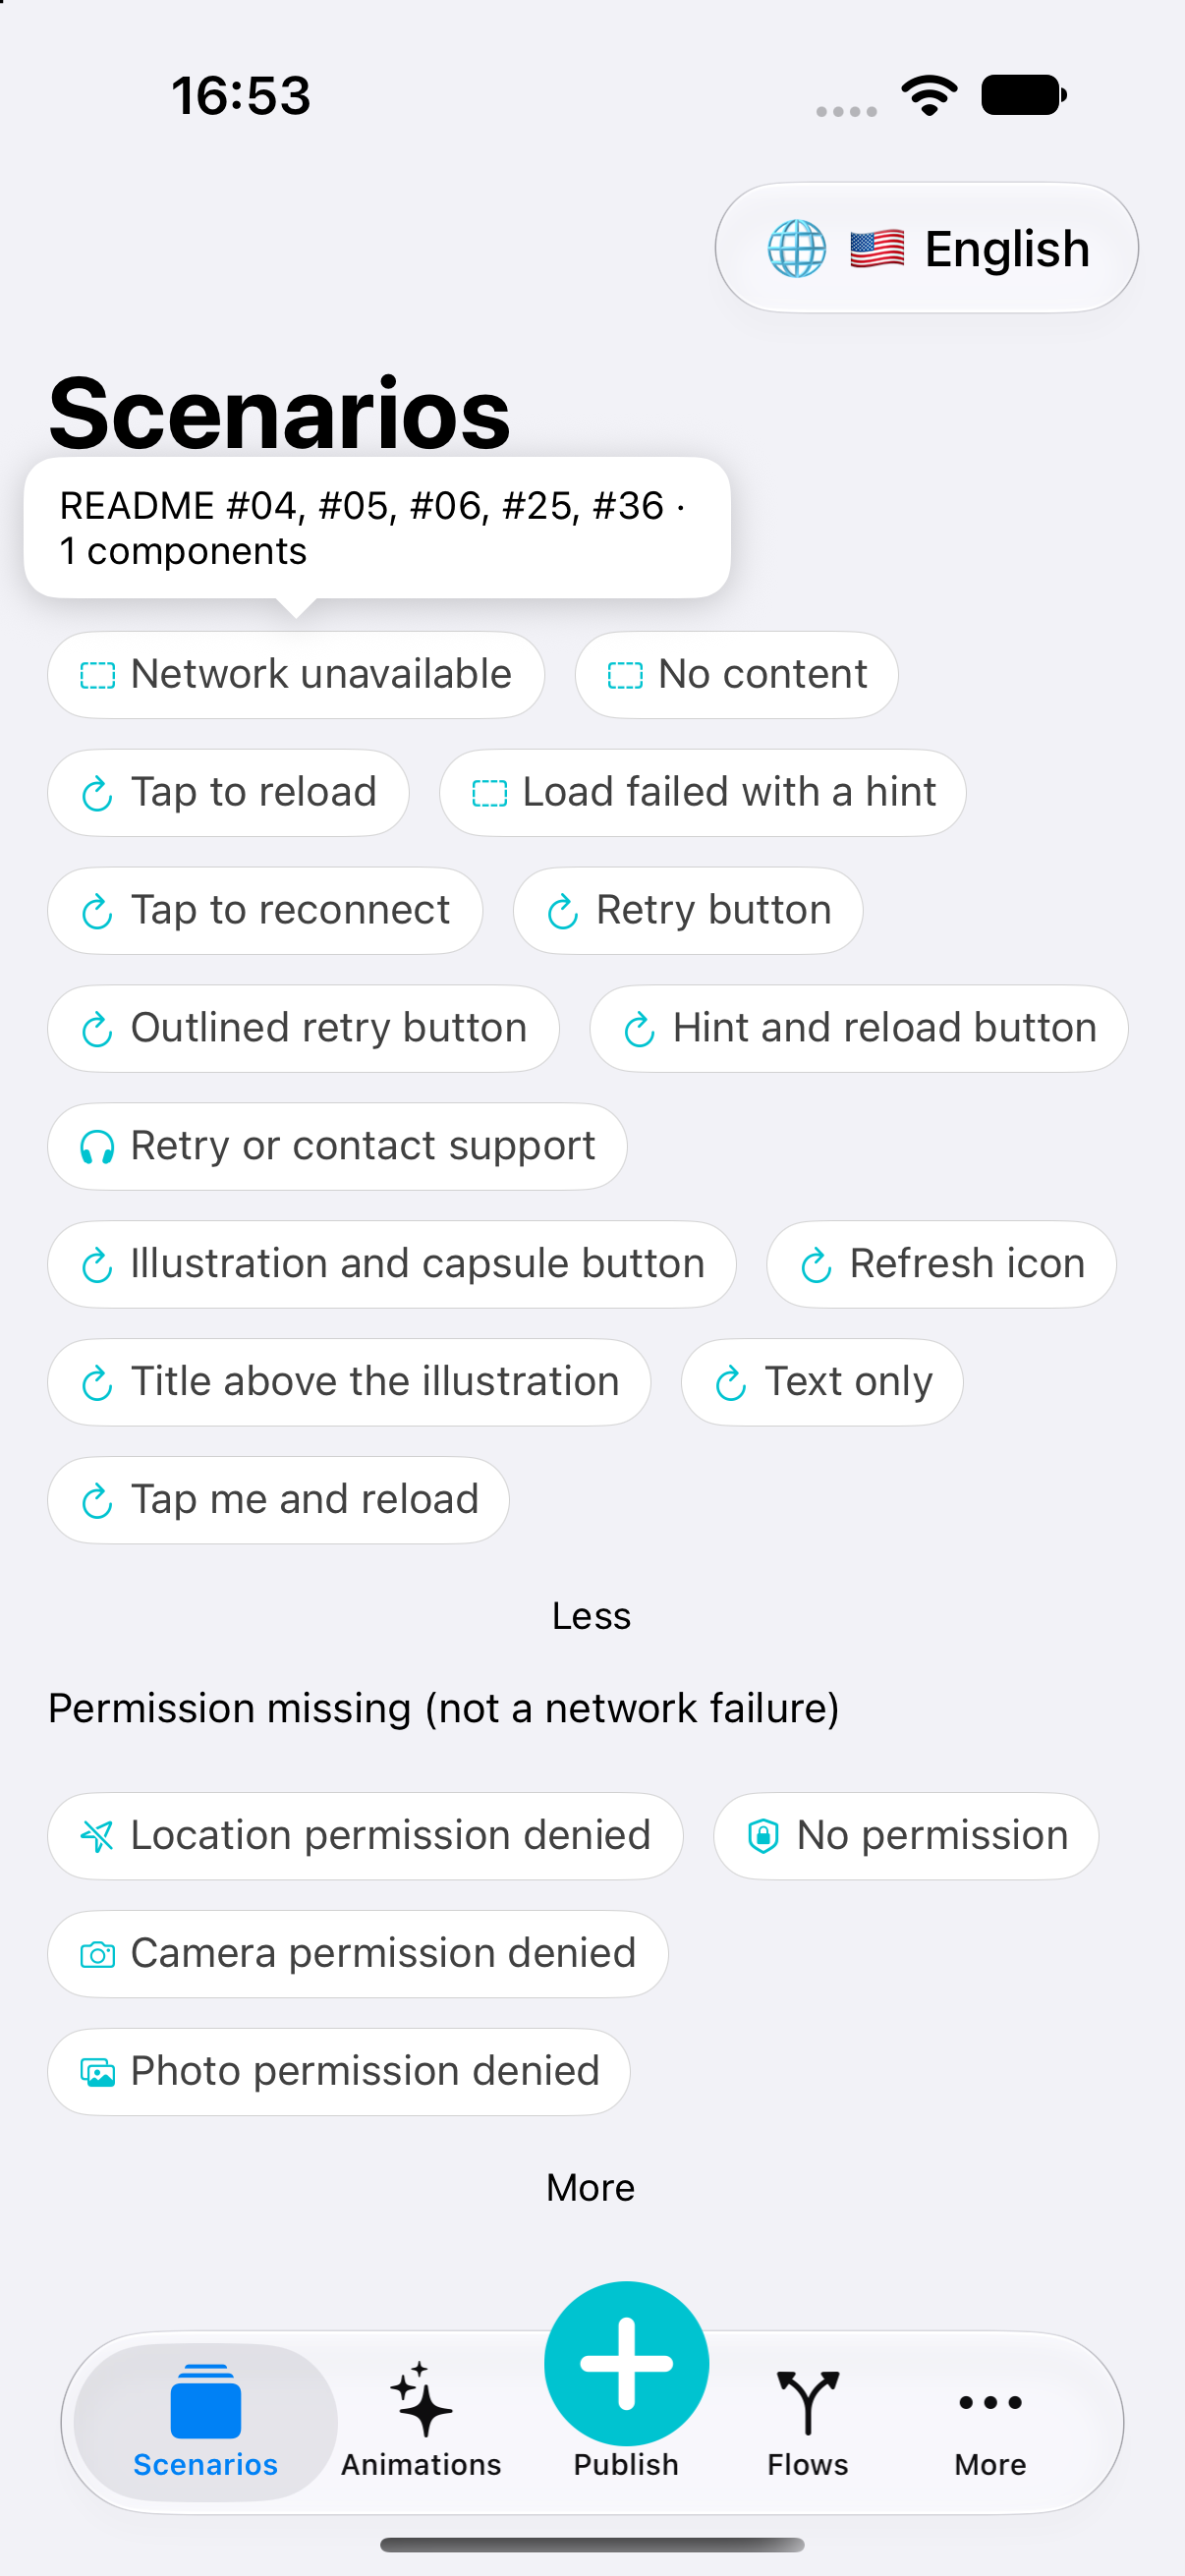 16:53
🌐 🇺🇸 English
Scenarios
README #04, #05, #06, #25, #36 ·
1 components
Network unavailable
No content
Tap to reload
Load failed with a hint
Tap to reconnect
Retry button
Outlined retry button
Hint and reload button
Retry or contact support
Illustration and capsule button
Refresh icon
Title above the illustration
Text only
Tap me and reload
Less
Permission missing (not a network failure)
Location permission denied
No permission
Camera permission denied
Photo permission denied
More
Scenarios
Animations
Publish
Flows
More